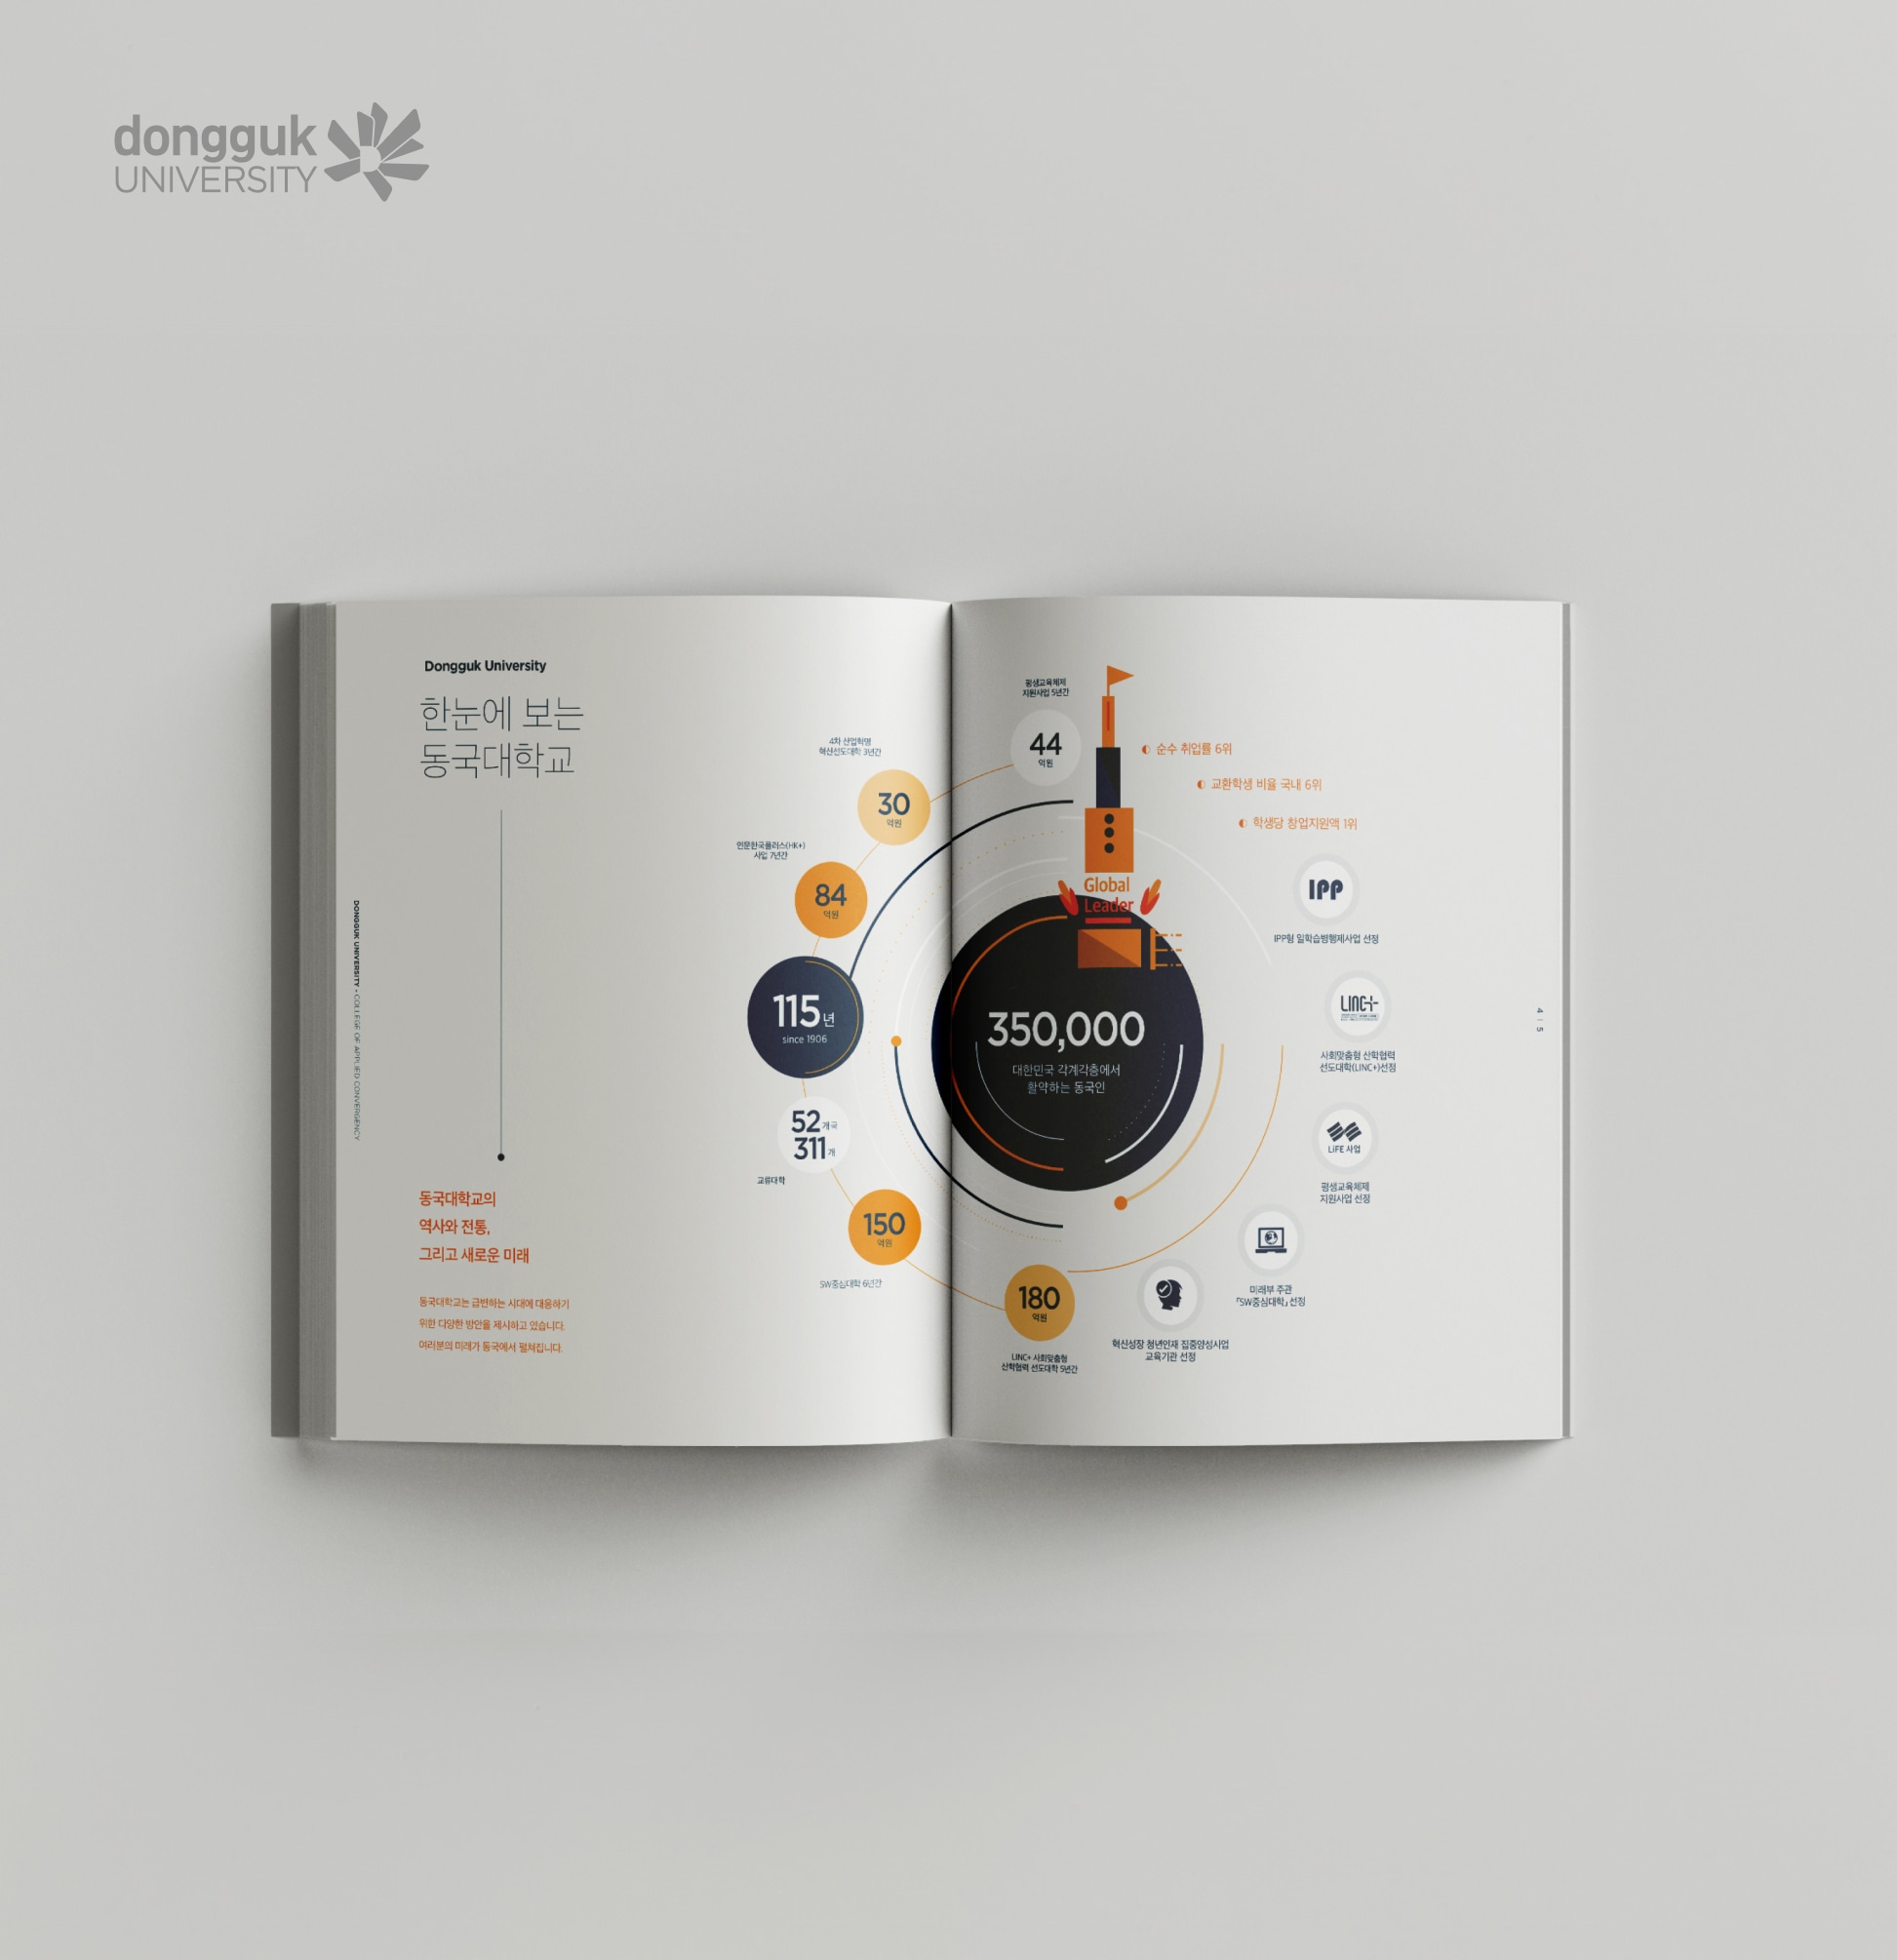 dongguk
UNIVERSITY
Dongguk University
한눈에 보는
동국대학교
DONGGUK UNIVERSITY - COLLEGE OF APPLIED CONVERGENCY
동국대학교의
역사와 전통,
그리고 새로운 미래
동국대학교는 급변하는 시대에 대응하기
위한 다양한 방안을 제시하고 있습니다.
여러분의 미래가 동국에서 펼쳐집니다.
4차 산업혁명
혁신선도대학 3년간
30
억원
인문한국플러스(HK+)
사업 7년간
84
억원
115년
since 1906
52개국
311개
교류대학
150
억원
SW중심대학 6년간
평생교육체제
지원사업 5년간
44
억원
순수 취업률 6위
교환학생 비율 국내 6위
학생당 창업지원액 1위
Global
Leader
350,000
대한민국 각계각층에서
활약하는 동국인
180
억원
LINC+ 사회맞춤형
산학협력 선도대학 5년간
IPP
IPP형 일학습병행제사업 선정
LINC+
사회맞춤형 산학협력
선도대학(LINC+)선정
LiFE 사업
평생교육체제
지원사업 선정
미래부 주관
『SW중심대학』 선정
혁신성장 청년인재 집중양성사업
교육기관 선정
4 | 5